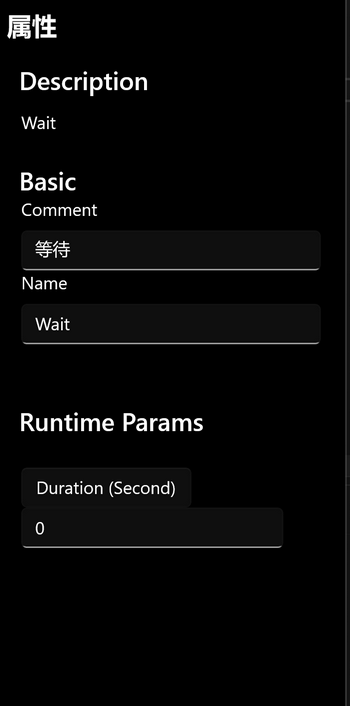 属性
Description
Wait
Basic
Comment
等待
Name
Wait
Runtime Params
Duration (Second)
0